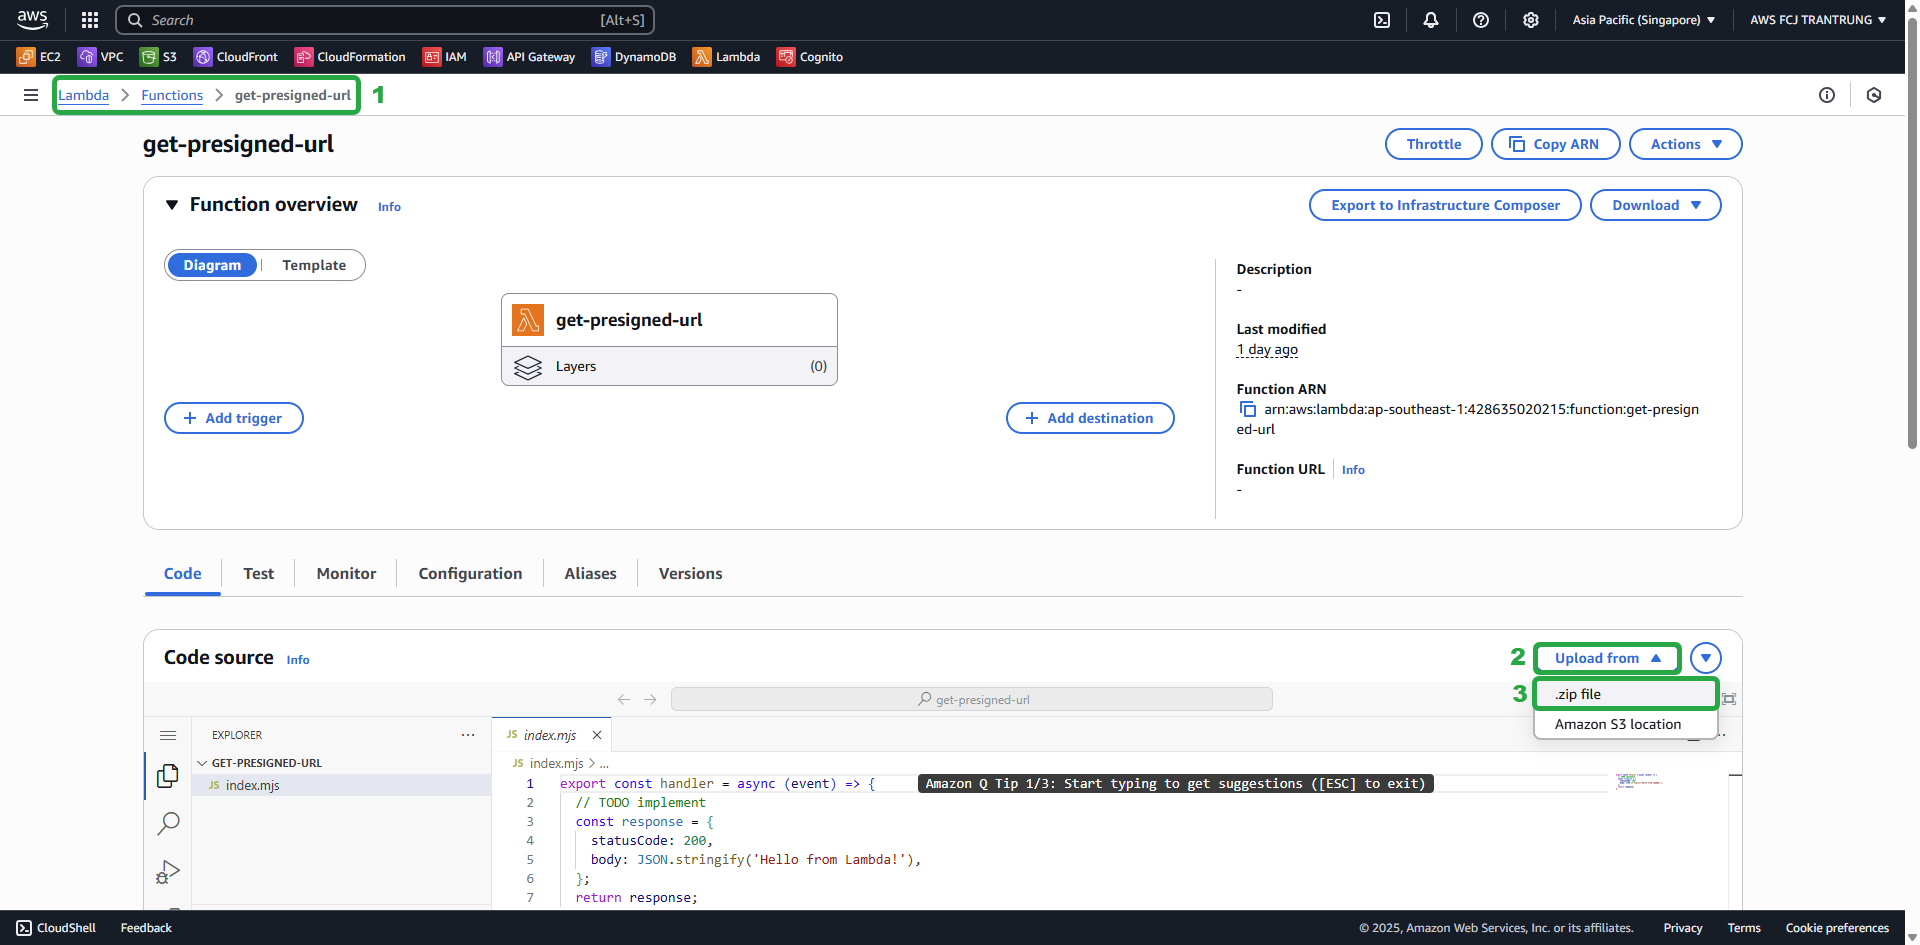 aws Search [Alt+S] Asia Pacific (Singapore) AWS FCJ TRANTRUNG
EC2 VPC S3 CloudFront CloudFormation IAM API Gateway DynamoDB Lambda Cognito
Lambda > Functions > get-presigned-url 1
get-presigned-url
Throttle Copy ARN Actions
Function overview Info
Export to Infrastructure Composer Download
Diagram Template
get-presigned-url
Layers (0)
+ Add trigger
+ Add destination
Description
-
Last modified
1 day ago
Function ARN
arn:aws:lambda:ap-southeast-1:428635020215:function:get-presign
ed-url
Function URL Info
-
Code Test Monitor Configuration Aliases Versions
Code source Info
2 Upload from
3 .zip file
Amazon S3 location
get-presigned-url
EXPLORER ...
GET-PRESIGNED-URL
JS index.mjs
JS index.mjs
JS index.mjs > ...
1 export const handler = async (event) => {
Amazon Q Tip 1/3: Start typing to get suggestions ([ESC] to exit)
2 // TODO implement
3 const response = {
4 statusCode: 200,
5 body: JSON.stringify('Hello from Lambda!'),
6 };
7 return response;
CloudShell Feedback © 2025, Amazon Web Services, Inc. or its affiliates. Privacy Terms Cookie preferences